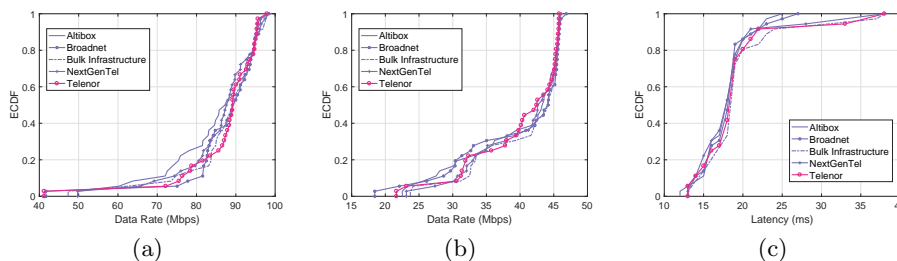 1
0.8
0.6
0.4
0.2
0
ECDF
Altibox
Broadnet
Bulk Infrastructure
NextGenTel
Telenor
40 50 60 70 80 90 100
Data Rate (Mbps)
(a)
1
0.8
0.6
0.4
0.2
0
ECDF
Altibox
Broadnet
Bulk Infrastructure
NextGenTel
Telenor
15 20 25 30 35 40 45 50
Data Rate (Mbps)
(b)
1
0.8
0.6
0.4
0.2
0
ECDF
Altibox
Broadnet
Bulk Infrastructure
NextGenTel
Telenor
10 15 20 25 30 35
Latency (ms)
(c)